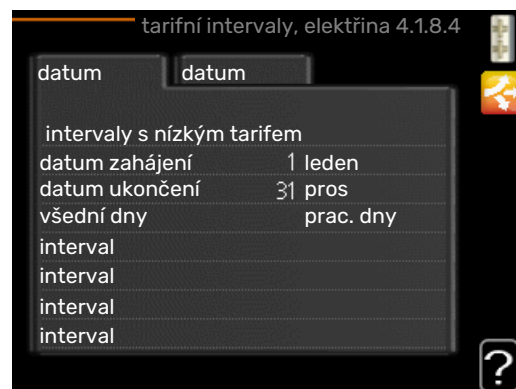 tarifní intervaly, elektřina 4.1.8.4
datum datum
intervaly s nízkým tarifem
datum zahájení 1 leden
datum ukončení 31 pros
všední dny prac. dny
interval
interval
interval
interval
?